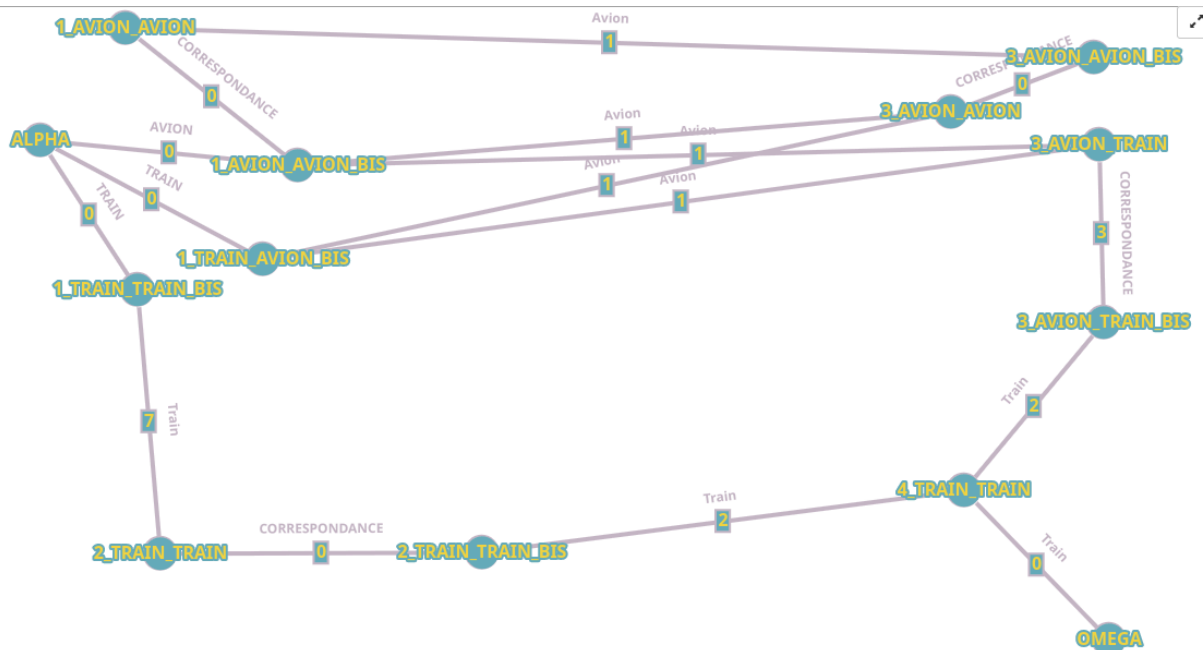 1_AVION_AVION
Avion
1
3_AVION_AVION_BIS
CORRESPONDANCE
0
CORRESPONDANCE
0
3_AVION_AVION
ALPHA
AVION
0
1_AVION_AVION_BIS
Avion
1
Avion
1
3_AVION_TRAIN
TRAIN
0
TRAIN
0
Avion
1
Avion
1
1_TRAIN_AVION_BIS
1_TRAIN_TRAIN_BIS
CORRESPONDANCE
3
3_AVION_TRAIN_BIS
Train
7
Train
2
4_TRAIN_TRAIN
2_TRAIN_TRAIN
CORRESPONDANCE
0
2_TRAIN_TRAIN_BIS
Train
2
Train
0
OMEGA